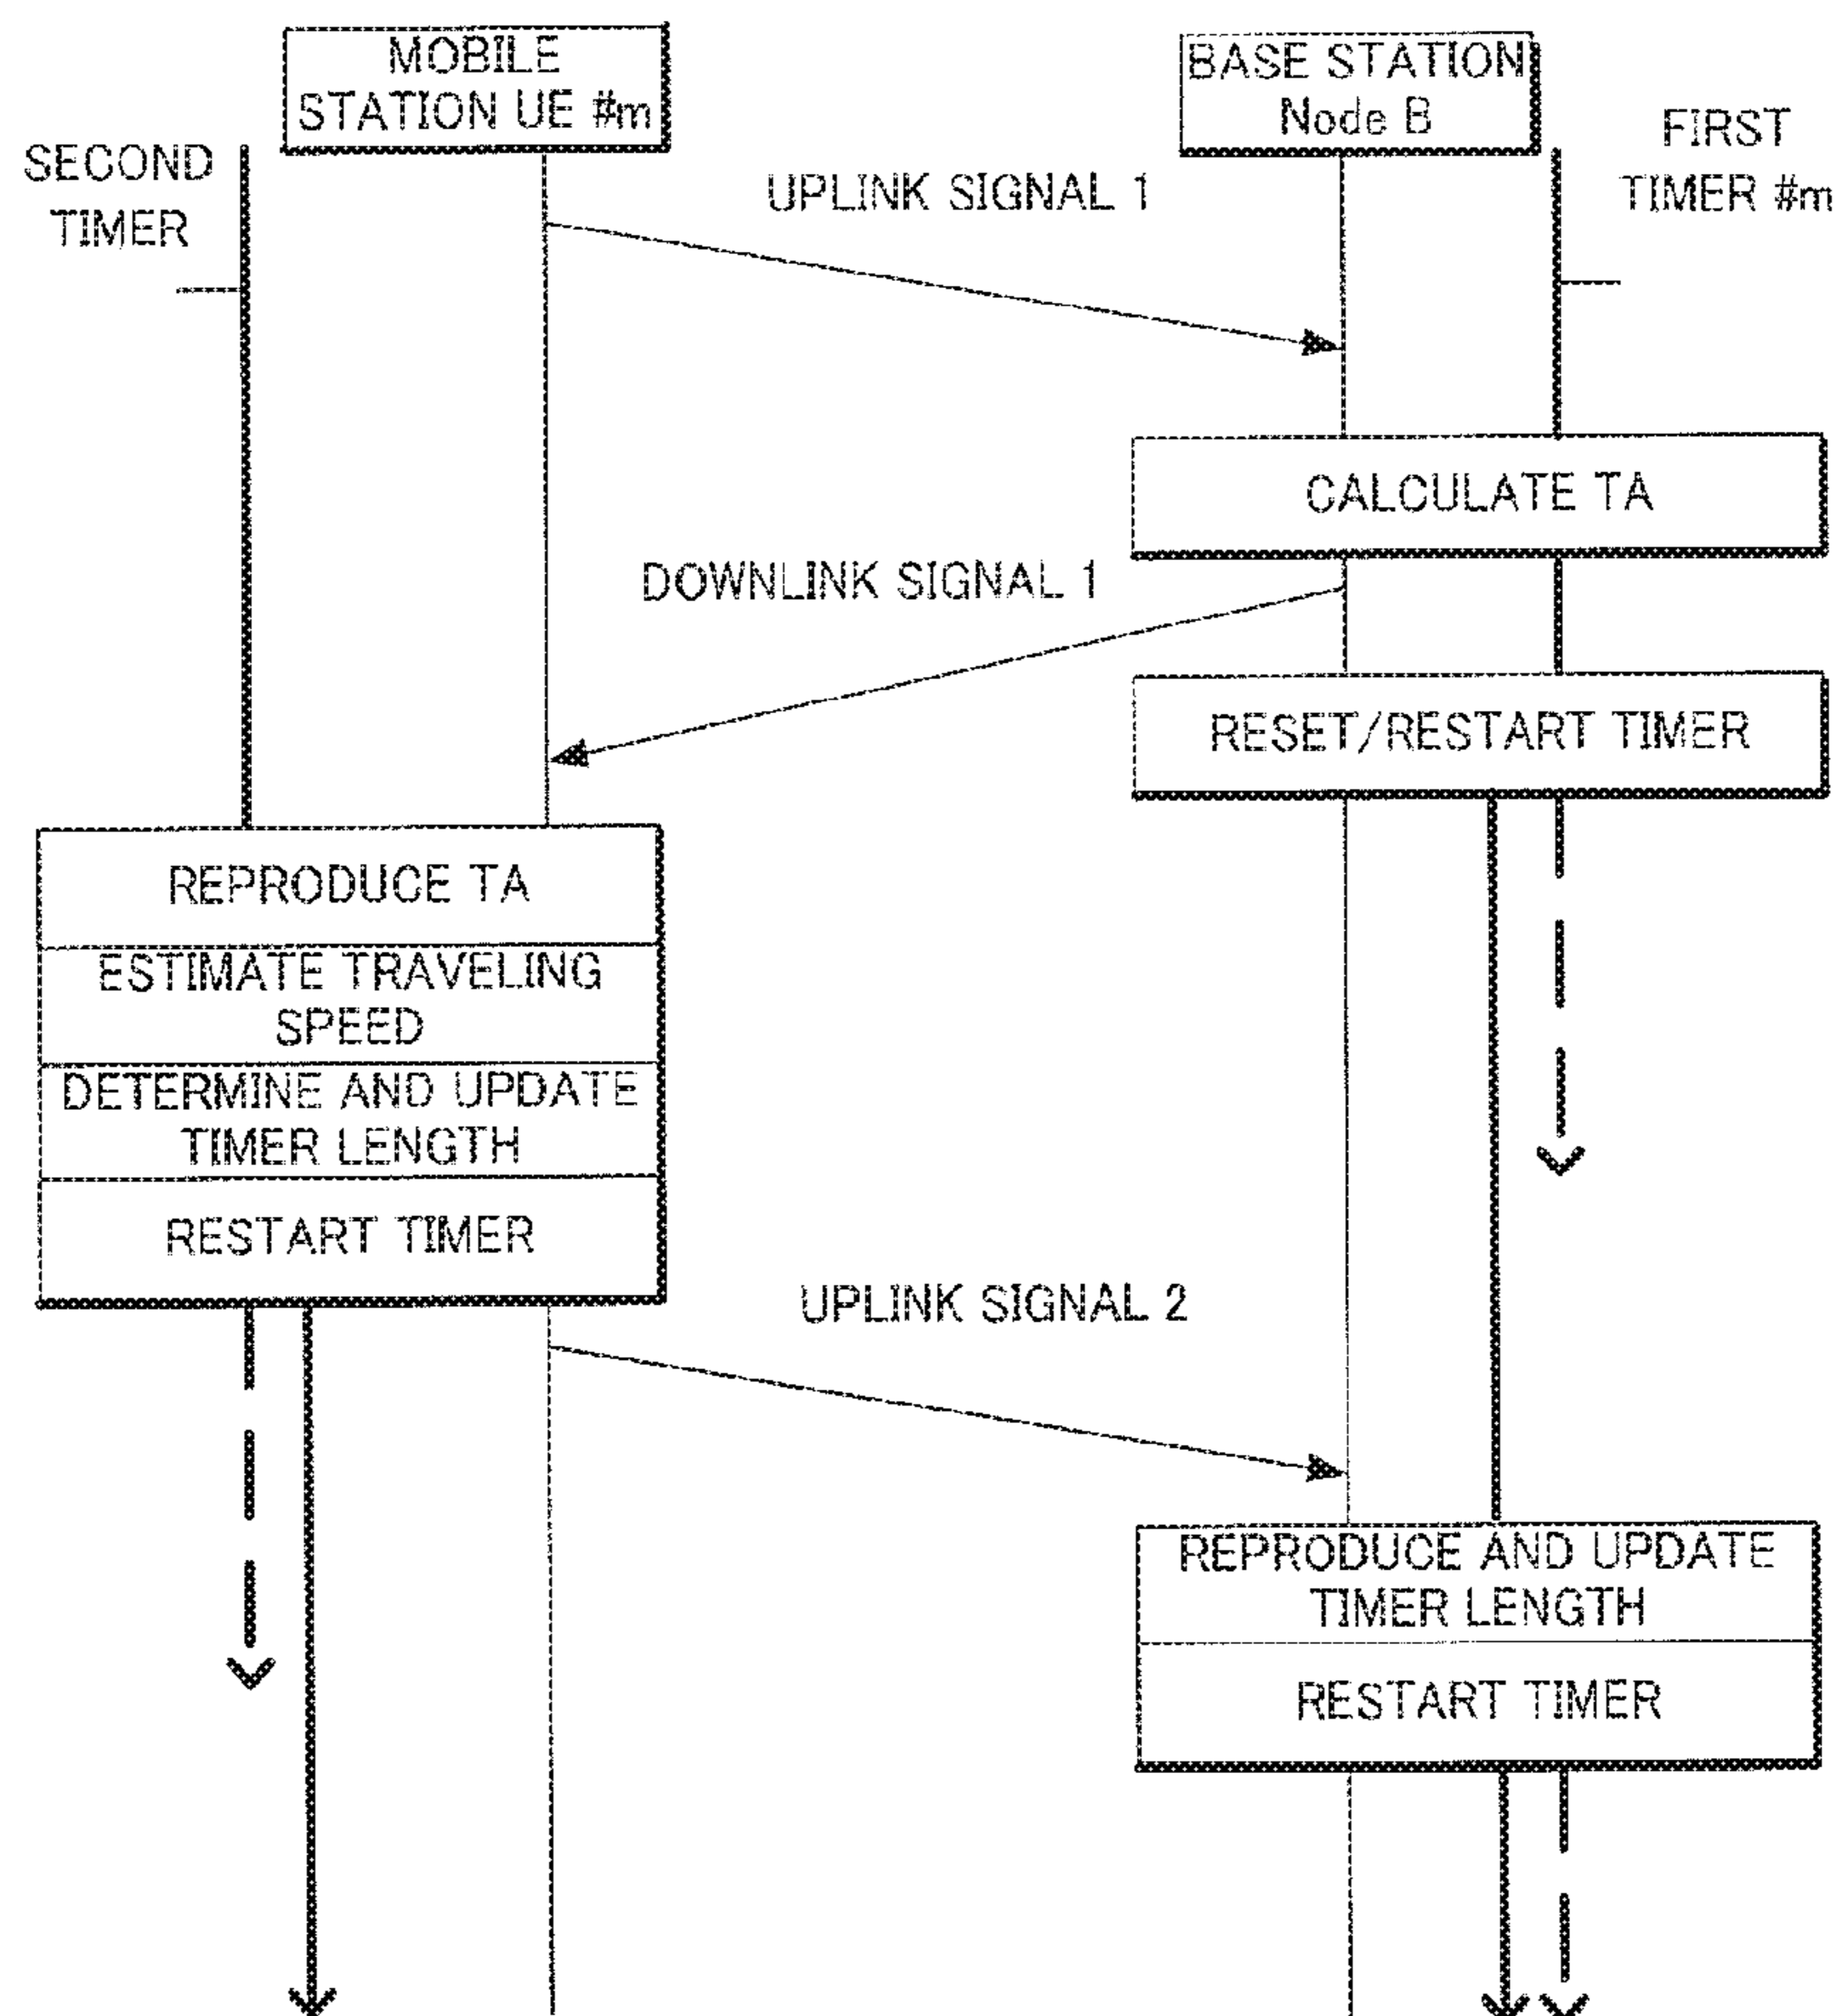 MOBILE
STATION UE #m
BASE STATION
Node B
SECOND
TIMER
FIRST
TIMER #m
UPLINK SIGNAL 1
CALCULATE TA
DOWNLINK SIGNAL 1
RESET/RESTART TIMER
REPRODUCE TA
ESTIMATE TRAVELING
SPEED
DETERMINE AND UPDATE
TIMER LENGTH
RESTART TIMER
UPLINK SIGNAL 2
REPRODUCE AND UPDATE
TIMER LENGTH
RESTART TIMER